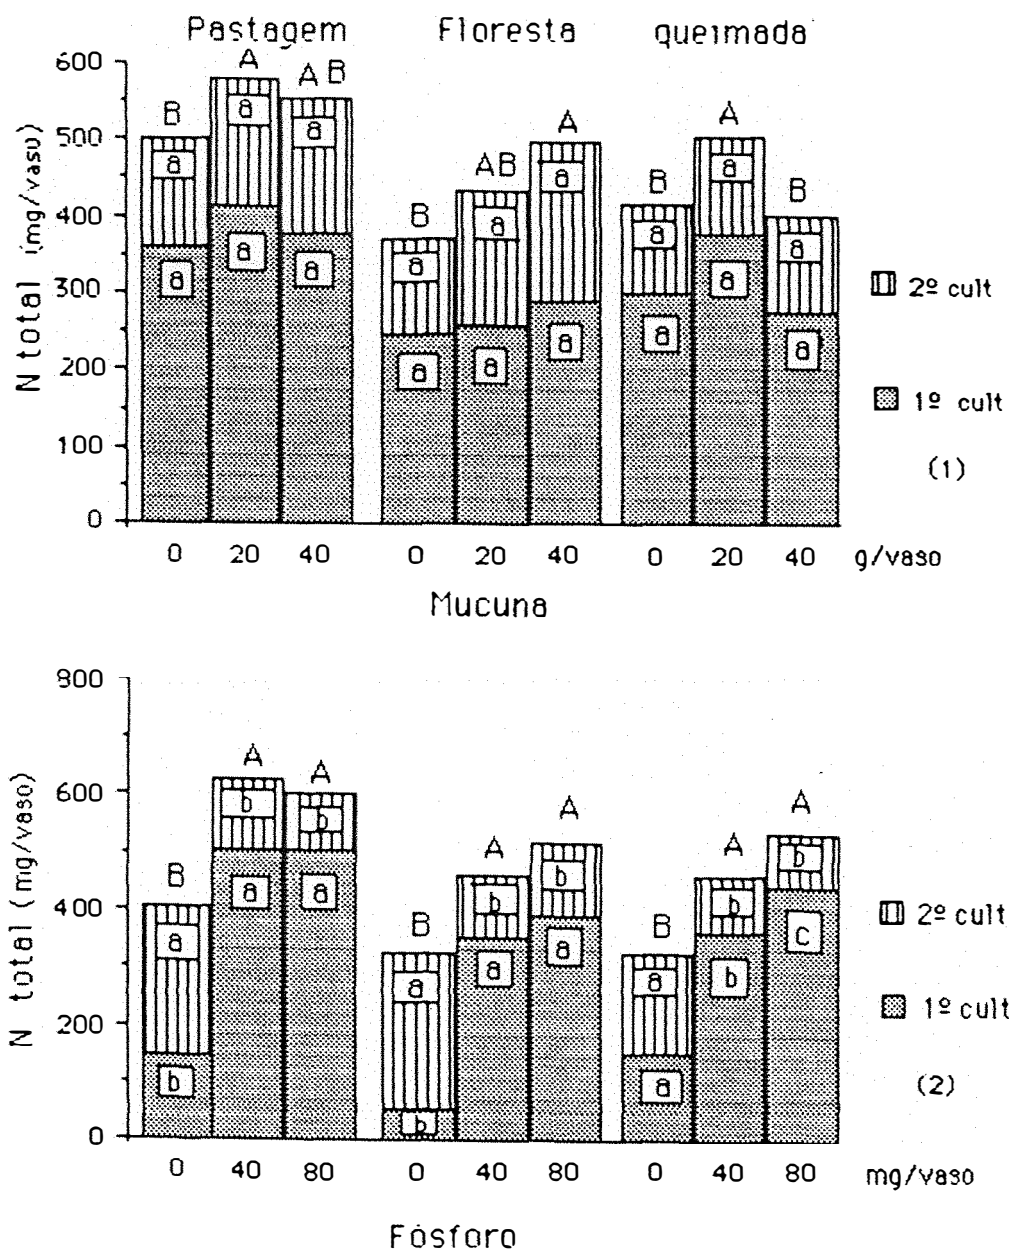 Pastagem Floresta queimada
600
500
400
300
200
100
0
N total (mg/vaso)
B A A B
a a a
a a a
B AB A
a a a
a a a
B A B
a a a
a a a
2º cult
1º cult
(1)
0 20 40 0 20 40 0 20 40 g/vaso
Mucuna
800
600
400
200
0
N total (mg/vaso)
B A A
a b b
b a a
B A A
a b b
b a a
B A A
a b b
a b c
2º cult
1º cult
(2)
0 40 80 0 40 80 0 40 80 mg/vaso
Fósforo